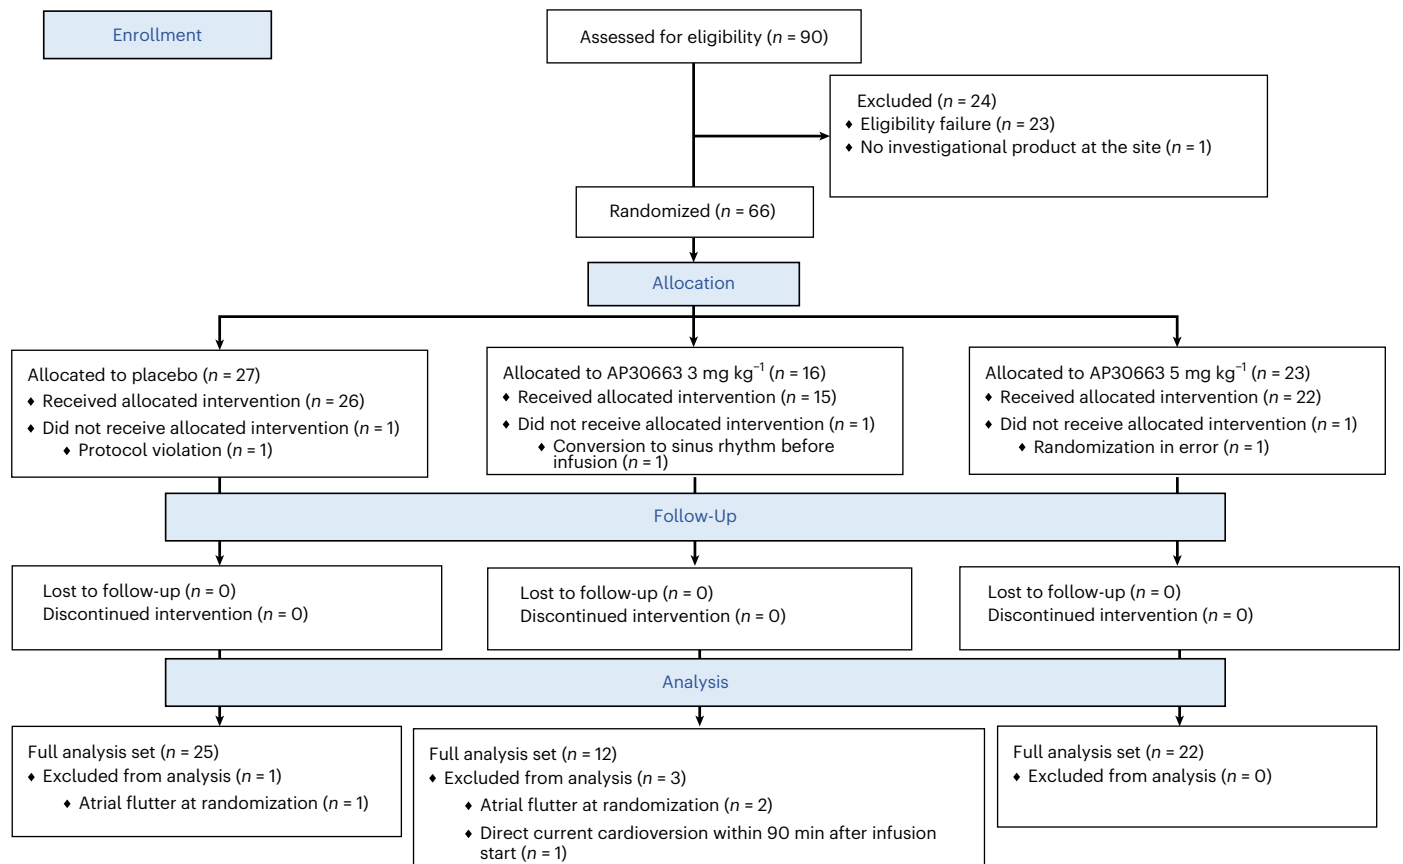 Enrollment
Assessed for eligibility (n = 90)
Excluded (n = 24)
♦ Eligibility failure (n = 23)
♦ No investigational product at the site (n = 1)
Randomized (n = 66)
Allocation
Allocated to placebo (n = 27)
♦ Received allocated intervention (n = 26)
♦ Did not receive allocated intervention (n = 1)
♦ Protocol violation (n = 1)
Allocated to AP30663 3 mg kg⁻¹ (n = 16)
♦ Received allocated intervention (n = 15)
♦ Did not receive allocated intervention (n = 1)
♦ Conversion to sinus rhythm before
infusion (n = 1)
Allocated to AP30663 5 mg kg⁻¹ (n = 23)
♦ Received allocated intervention (n = 22)
♦ Did not receive allocated intervention (n = 1)
♦ Randomization in error (n = 1)
Follow-Up
Lost to follow-up (n = 0)
Discontinued intervention (n = 0)
Lost to follow-up (n = 0)
Discontinued intervention (n = 0)
Lost to follow-up (n = 0)
Discontinued intervention (n = 0)
Analysis
Full analysis set (n = 25)
♦ Excluded from analysis (n = 1)
♦ Atrial flutter at randomization (n = 1)
Full analysis set (n = 12)
♦ Excluded from analysis (n = 3)
♦ Atrial flutter at randomization (n = 2)
♦ Direct current cardioversion within 90 min after infusion
start (n = 1)
Full analysis set (n = 22)
♦ Excluded from analysis (n = 0)